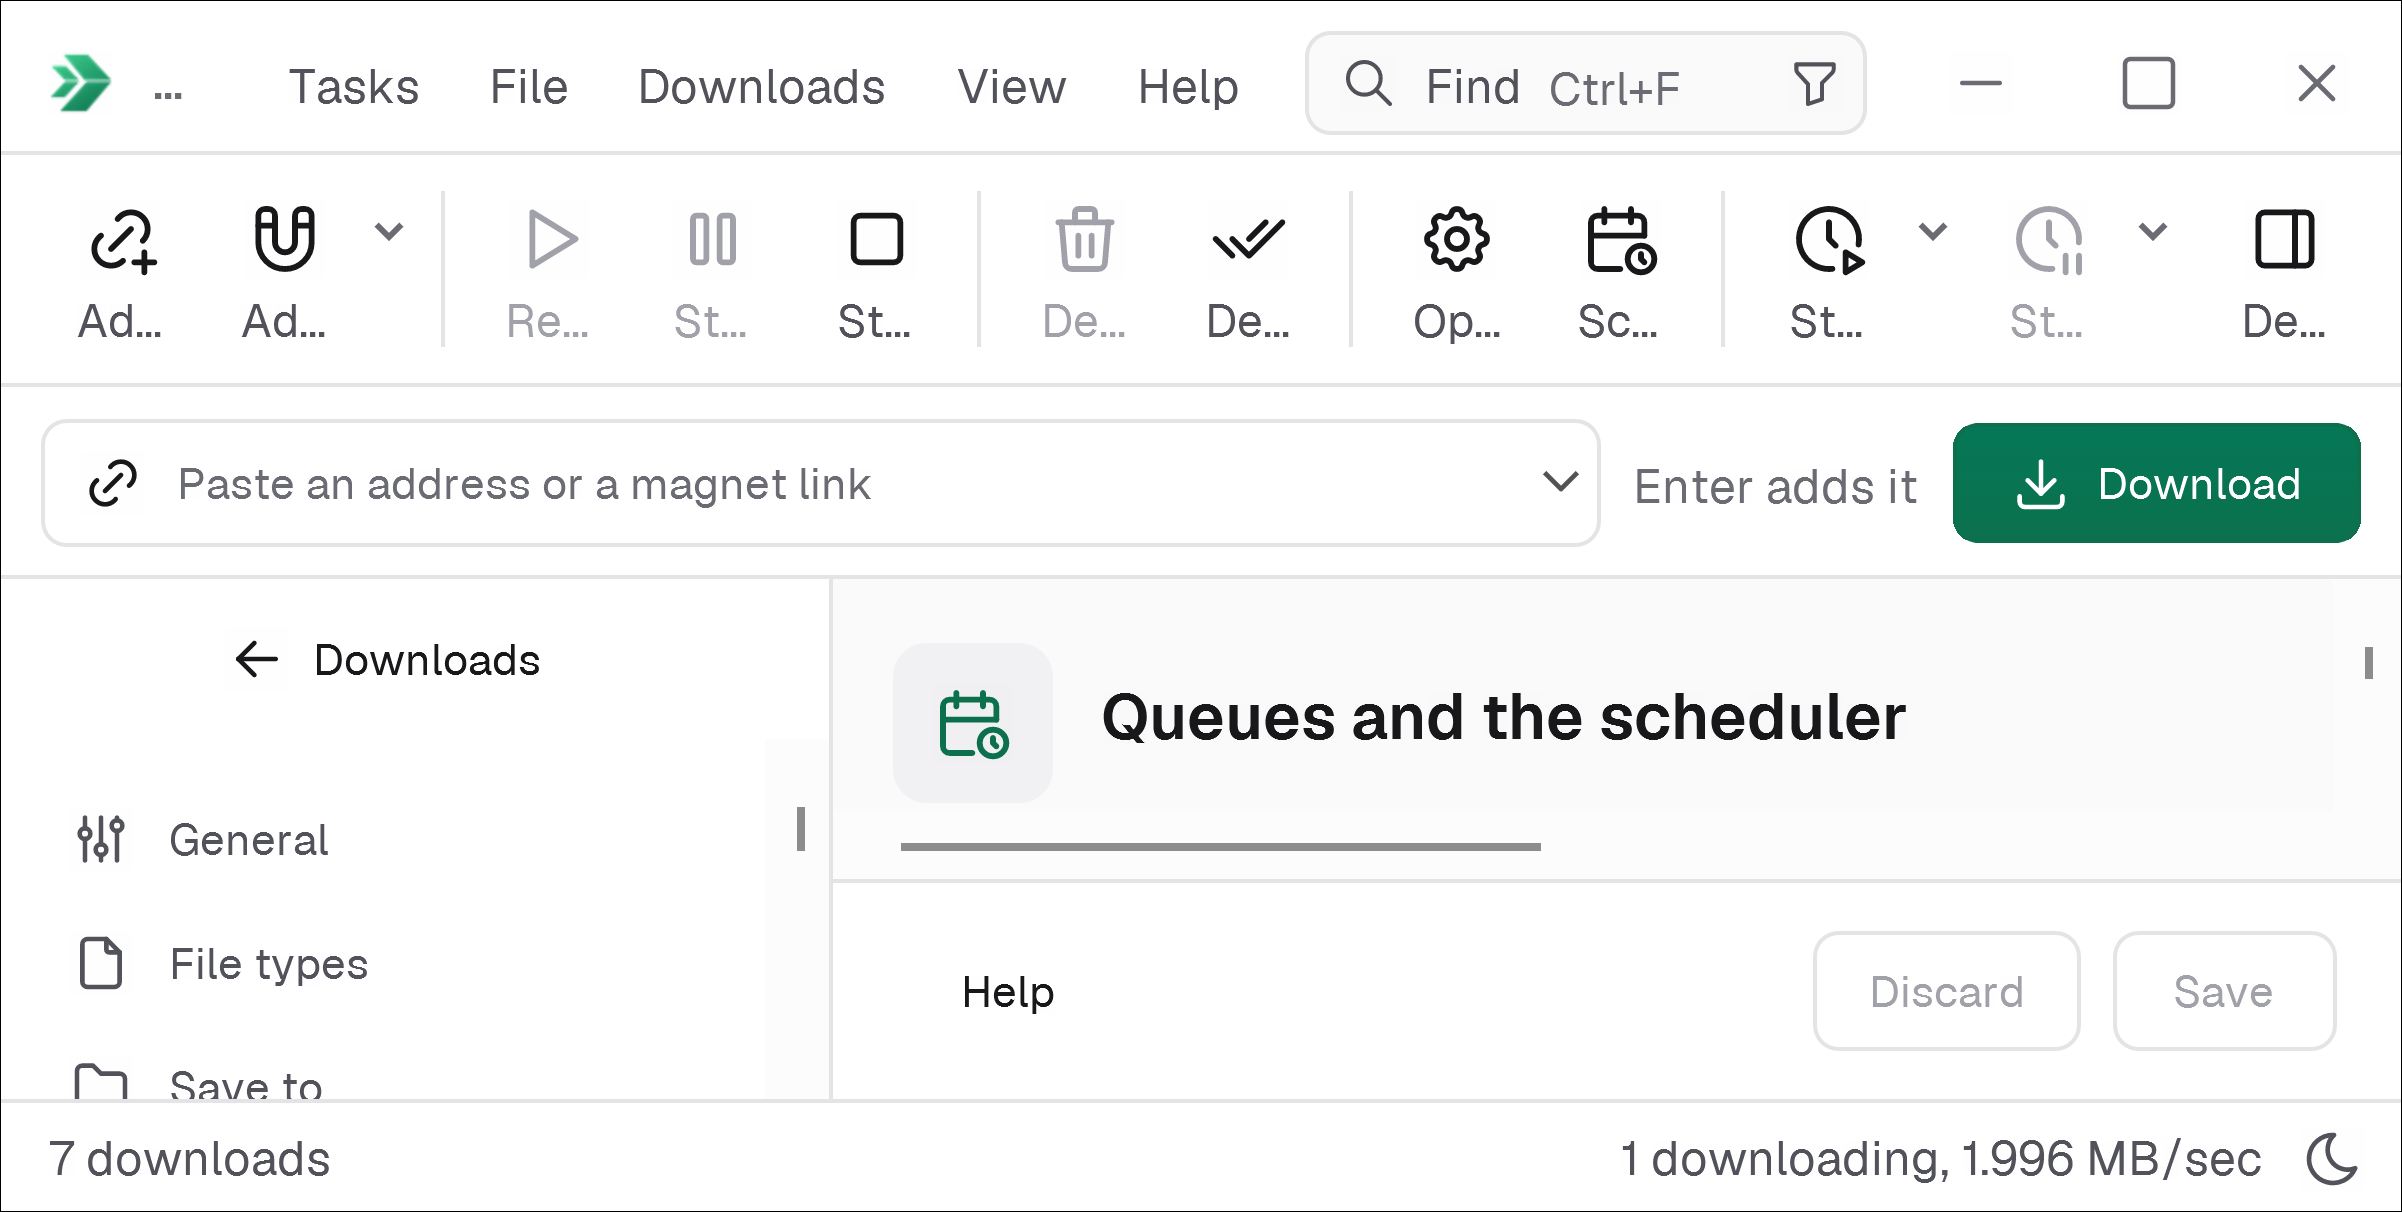 ... Tasks File Downloads View Help Find Ctrl+F
Ad... Ad... Re... St... St... De... De... Op... Sc... St... St... De...
Paste an address or a magnet link Enter adds it Download
Downloads
Queues and the scheduler
General
File types
Help Discard Save
Save to
7 downloads 1 downloading, 1.996 MB/sec